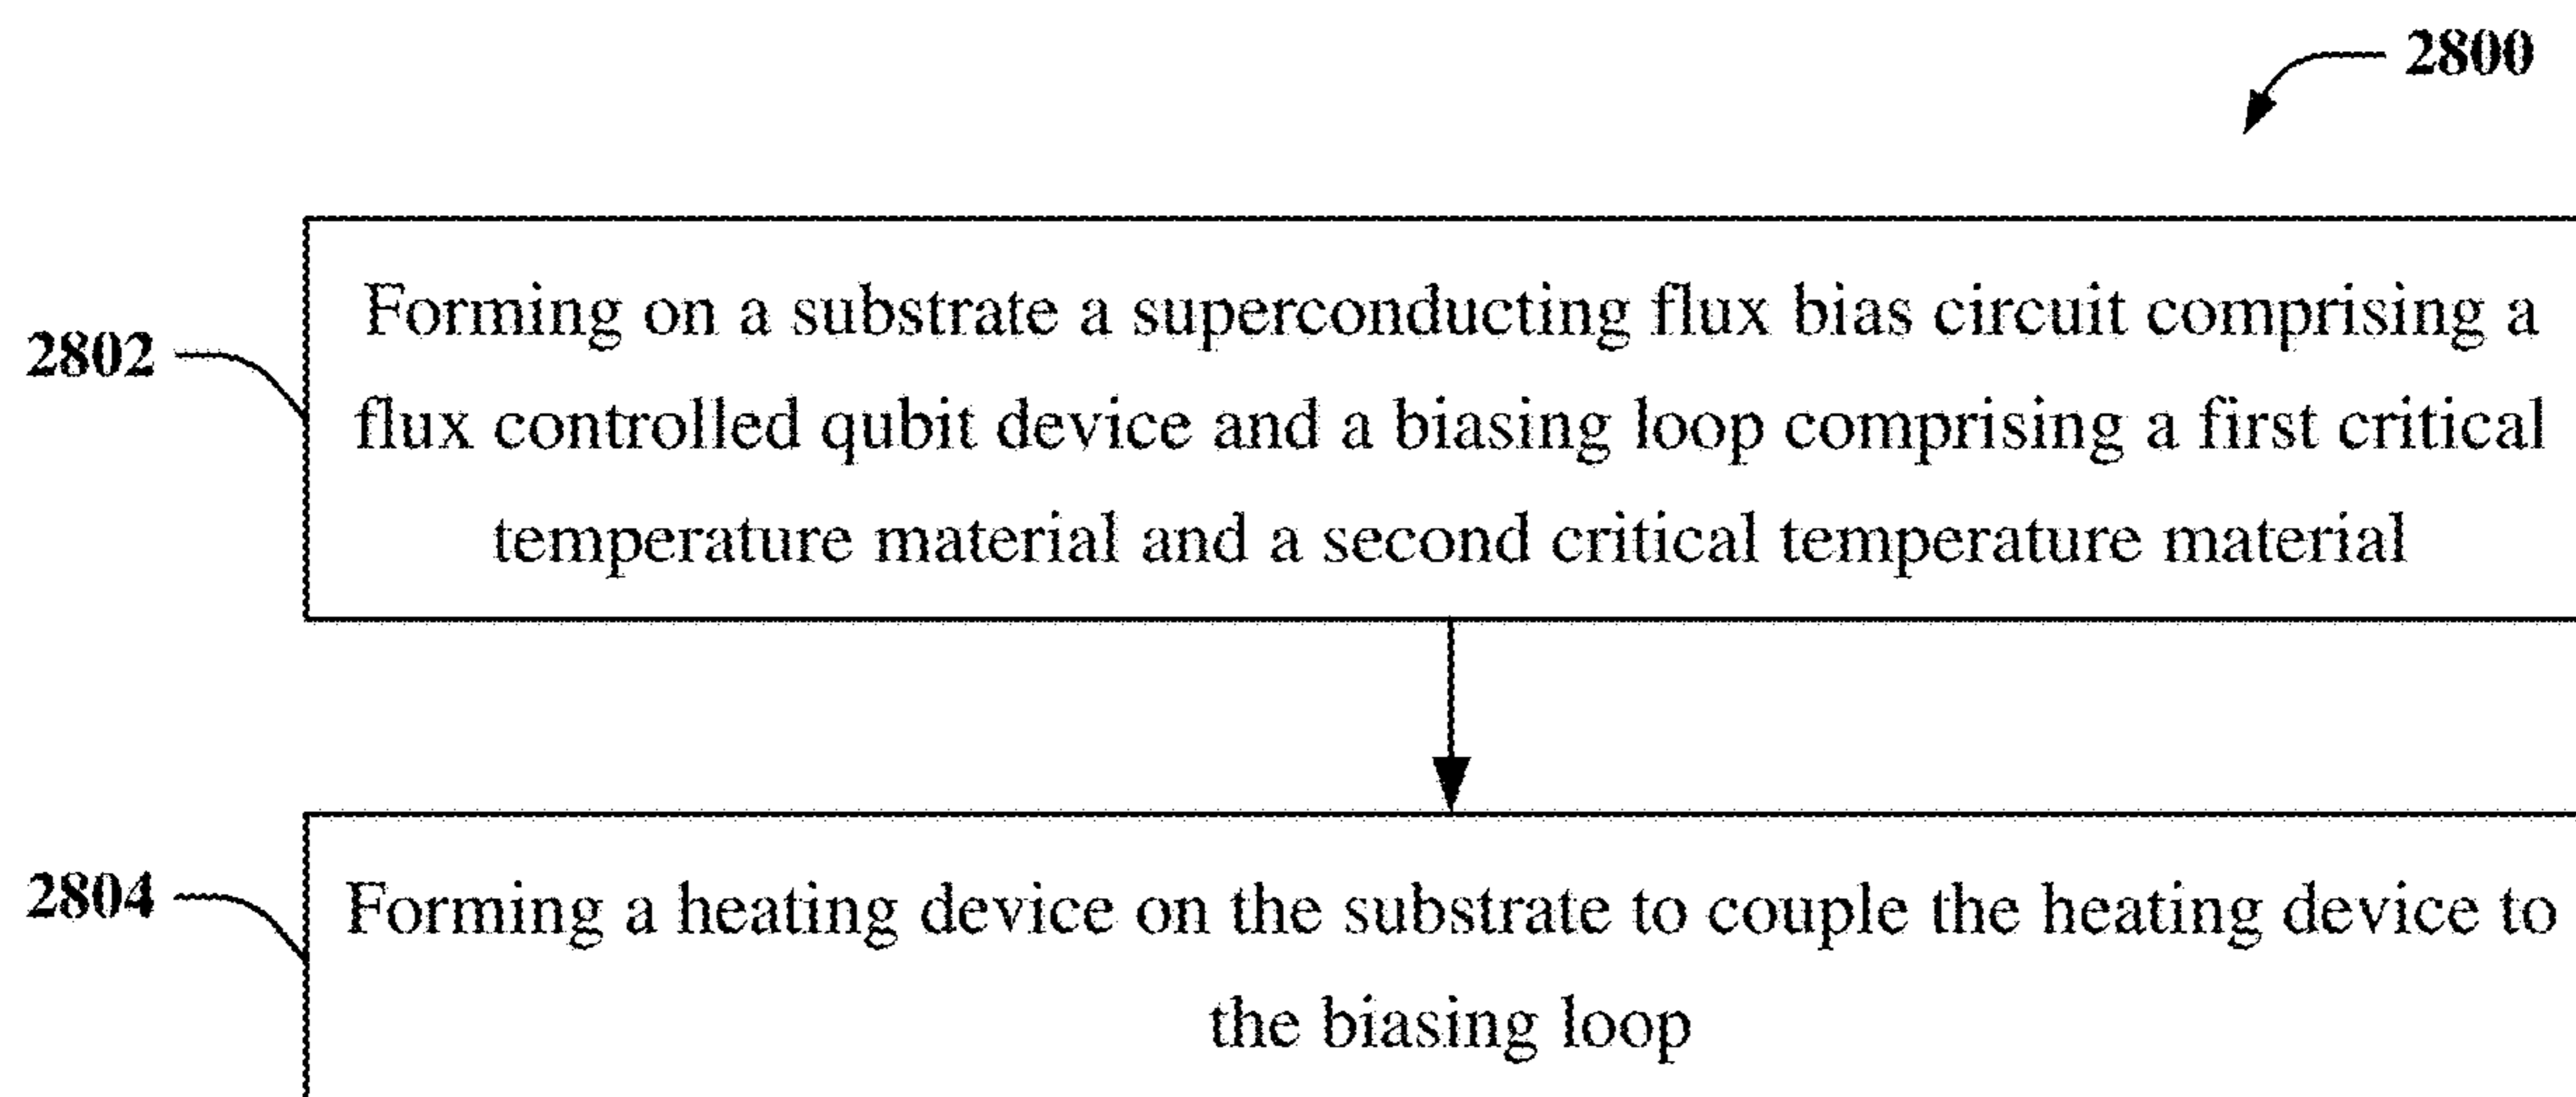 2800
2802
Forming on a substrate a superconducting flux bias circuit comprising a
flux controlled qubit device and a biasing loop comprising a first critical
temperature material and a second critical temperature material
2804
Forming a heating device on the substrate to couple the heating device to
the biasing loop